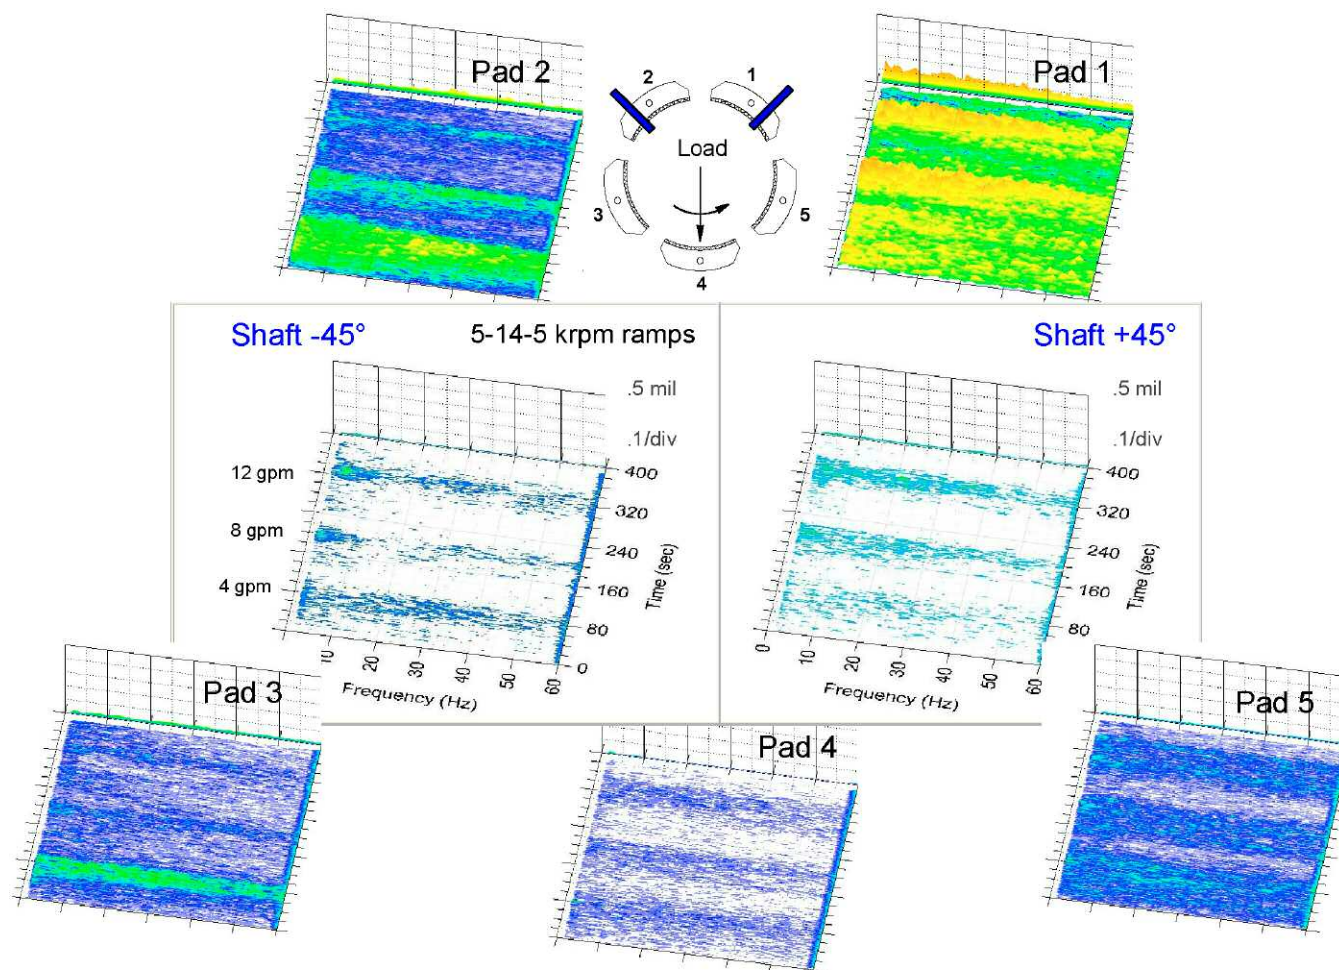 Pad 2
Pad 1
2
1
Load
3
5
4
Shaft -45°
5-14-5 krpm ramps
Shaft +45°
.5 mil
.1/div
12 gpm
8 gpm
4 gpm
400
320
240
160
80
0
Time (sec)
10
20
30
40
50
60
Frequency (Hz)
.5 mil
.1/div
400
320
240
160
80
Time (sec)
0
10
20
30
40
50
60
Frequency (Hz)
Pad 3
Pad 4
Pad 5